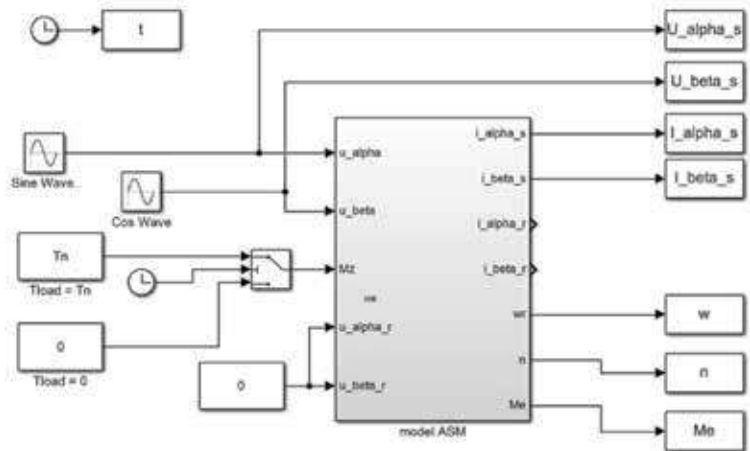 t
U_alpha_s
U_beta_s
I_alpha_s
I_beta_s
Sine Wave..
Cos Wave
u_alpha
u_beta
Mz
u_alpha_r
u_beta_r
i_alpha_s
i_beta_s
i_alpha_r
i_beta_r
wr
n
Me
model ASM
Tn
Tload = Tn
0
Tload = 0
0
w
n
Me